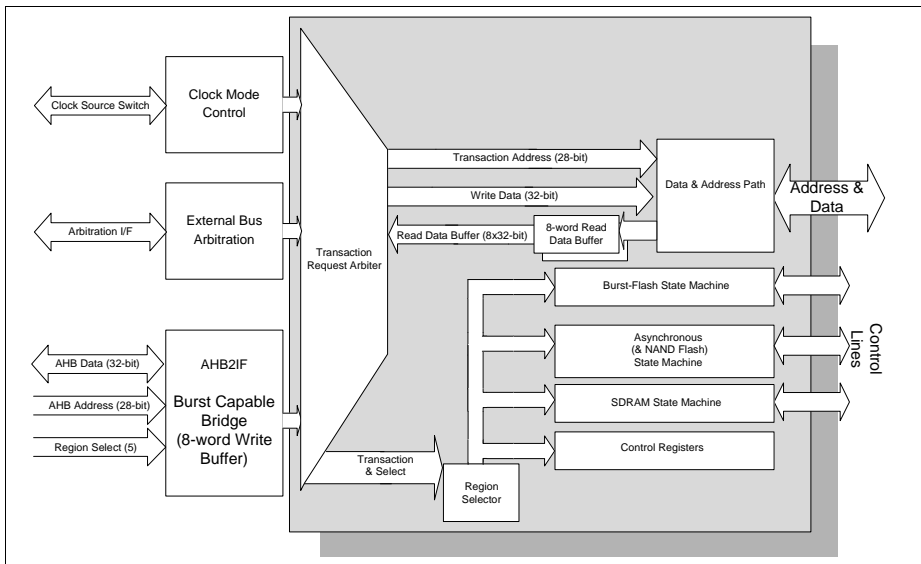 Clock Source Switch
Clock Mode
Control
Arbitration I/F
External Bus
Arbitration
AHB Data (32-bit)
AHB Address (28-bit)
Region Select (5)
AHB2IF
Burst Capable
Bridge
(8-word Write
Buffer)
Transaction
Request Arbiter
Transaction Address (28-bit)
Write Data (32-bit)
Read Data Buffer (8x32-bit)
8-word Read
Data Buffer
Data & Address Path
Address &
Data
Burst-Flash State Machine
Asynchronous
(& NAND Flash)
State Machine
SDRAM State Machine
Control Registers
Control
Lines
Transaction
& Select
Region
Selector